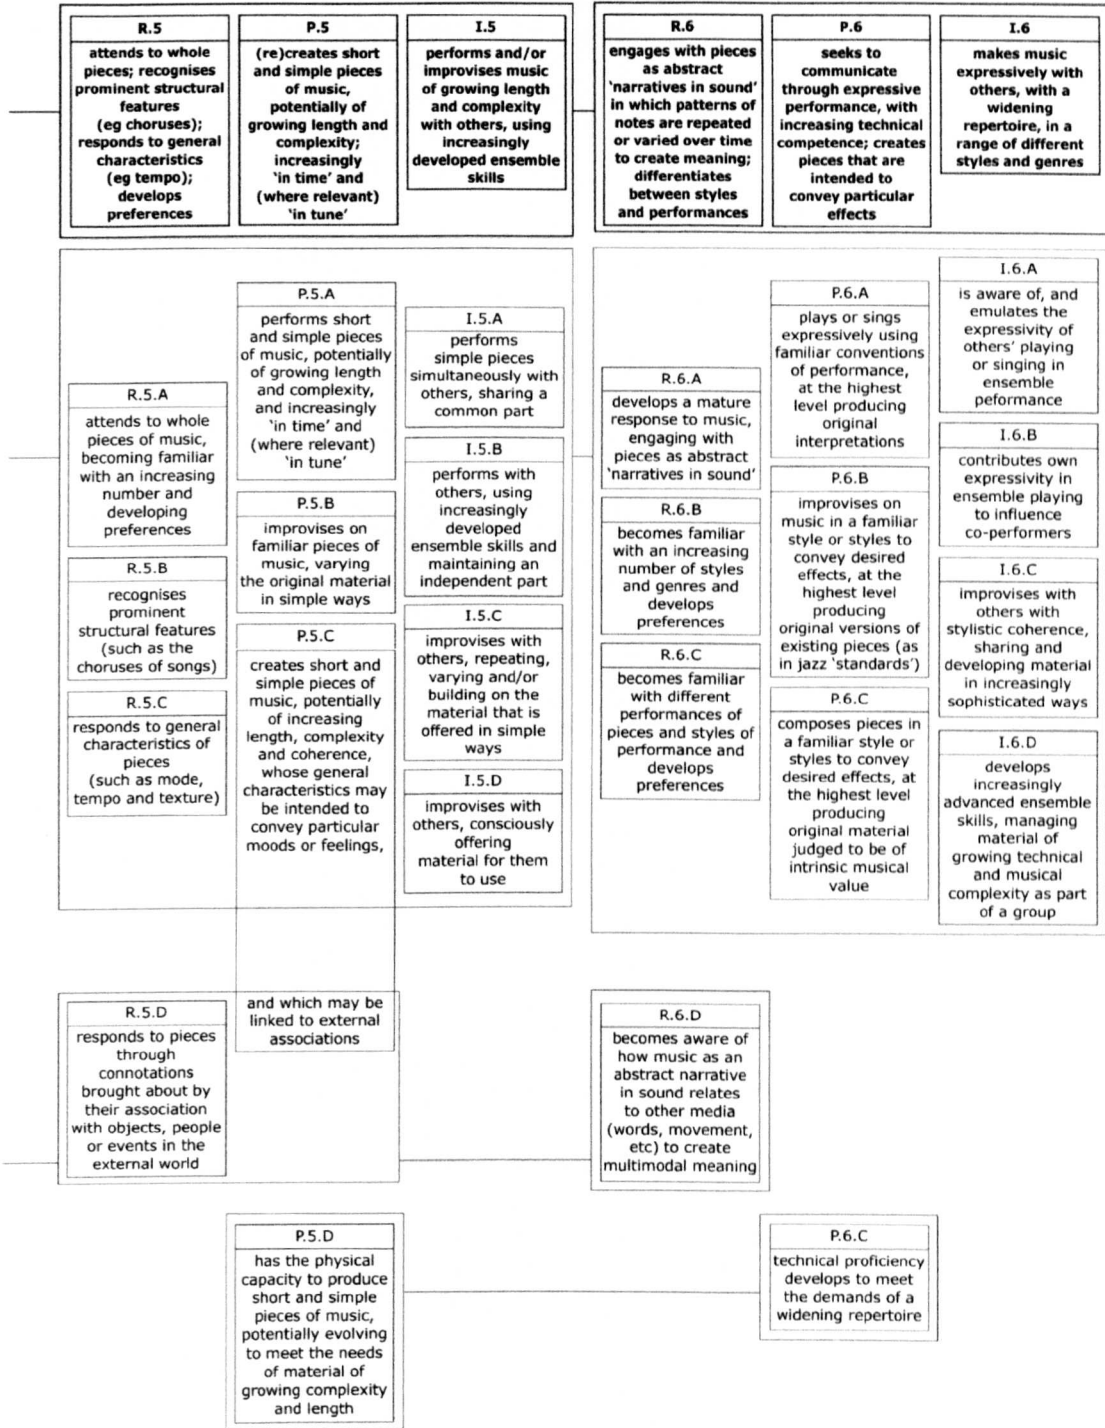 R.5
attends to whole
pieces; recognises
prominent structural
features
(eg choruses);
responds to general
characteristics
(eg tempo);
develops
preferences
P.5
(re)creates short
and simple pieces
of music,
potentially of
growing length and
complexity;
increasingly
'in time' and
(where relevant)
'in tune'
I.5
performs and/or
improvises music
of growing length
and complexity
with others, using
increasingly
developed ensemble
skills
R.6
engages with pieces
as abstract
'narratives in sound'
in which patterns of
notes are repeated
or varied over time
to create meaning;
differentiates
between styles
and performances
P.6
seeks to
communicate
through expressive
performance, with
increasing technical
competence; creates
pieces that are
intended to
convey particular
effects
I.6
makes music
expressively with
others, with a
widening
repertoire, in a
range of different
styles and genres
R.5.A
attends to whole
pieces of music,
becoming familiar
with an increasing
number and
developing
preferences
R.5.B
recognises
prominent
structural features
(such as the
choruses of songs)
R.5.C
responds to general
characteristics of
pieces
(such as mode,
tempo and texture)
P.5.A
performs short
and simple pieces
of music, potentially
of growing length
and complexity,
and increasingly
'in time' and
(where relevant)
'in tune'
P.5.B
improvises on
familiar pieces of
music, varying
the original material
in simple ways
P.5.C
creates short and
simple pieces of
music, potentially
of increasing
length, complexity
and coherence,
whose general
characteristics may
be intended to
convey particular
moods or feelings,
and which may be
linked to external
associations
I.5.A
performs
simple pieces
simultaneously with
others, sharing a
common part
I.5.B
performs with
others, using
increasingly
developed
ensemble skills and
maintaining an
independent part
I.5.C
improvises with
others, repeating,
varying and/or
building on the
material that is
offered in simple
ways
I.5.D
improvises with
others, consciously
offering
material for them
to use
R.6.A
develops a mature
response to music,
engaging with
pieces as abstract
'narratives in sound'
R.6.B
becomes familiar
with an increasing
number of styles
and genres and
develops
preferences
R.6.C
becomes familiar
with different
performances of
pieces and styles of
performance and
develops
preferences
P.6.A
plays or sings
expressively using
familiar conventions
of performance,
at the highest
level producing
original
interpretations
P.6.B
improvises on
music in a familiar
style or styles to
convey desired
effects, at the
highest level
producing
original versions of
existing pieces (as
in jazz 'standards')
P.6.C
composes pieces in
a familiar style or
styles to convey
desired effects, at
the highest level
producing
original material
judged to be of
intrinsic musical
value
I.6.A
is aware of, and
emulates the
expressivity of
others' playing
or singing in
ensemble
peformance
I.6.B
contributes own
expressivity in
ensemble playing
to influence
co-performers
I.6.C
improvises with
others with
stylistic coherence,
sharing and
developing material
in increasingly
sophisticated ways
I.6.D
develops
increasingly
advanced ensemble
skills, managing
material of
growing technical
and musical
complexity as part
of a group
R.5.D
responds to pieces
through
connotations
brought about by
their association
with objects, people
or events in the
external world
R.6.D
becomes aware of
how music as an
abstract narrative
in sound relates
to other media
(words, movement,
etc) to create
multimodal meaning
P.5.D
has the physical
capacity to produce
short and simple
pieces of music,
potentially evolving
to meet the needs
of material of
growing complexity
and length
P.6.C
technical proficiency
develops to meet
the demands of a
widening repertoire